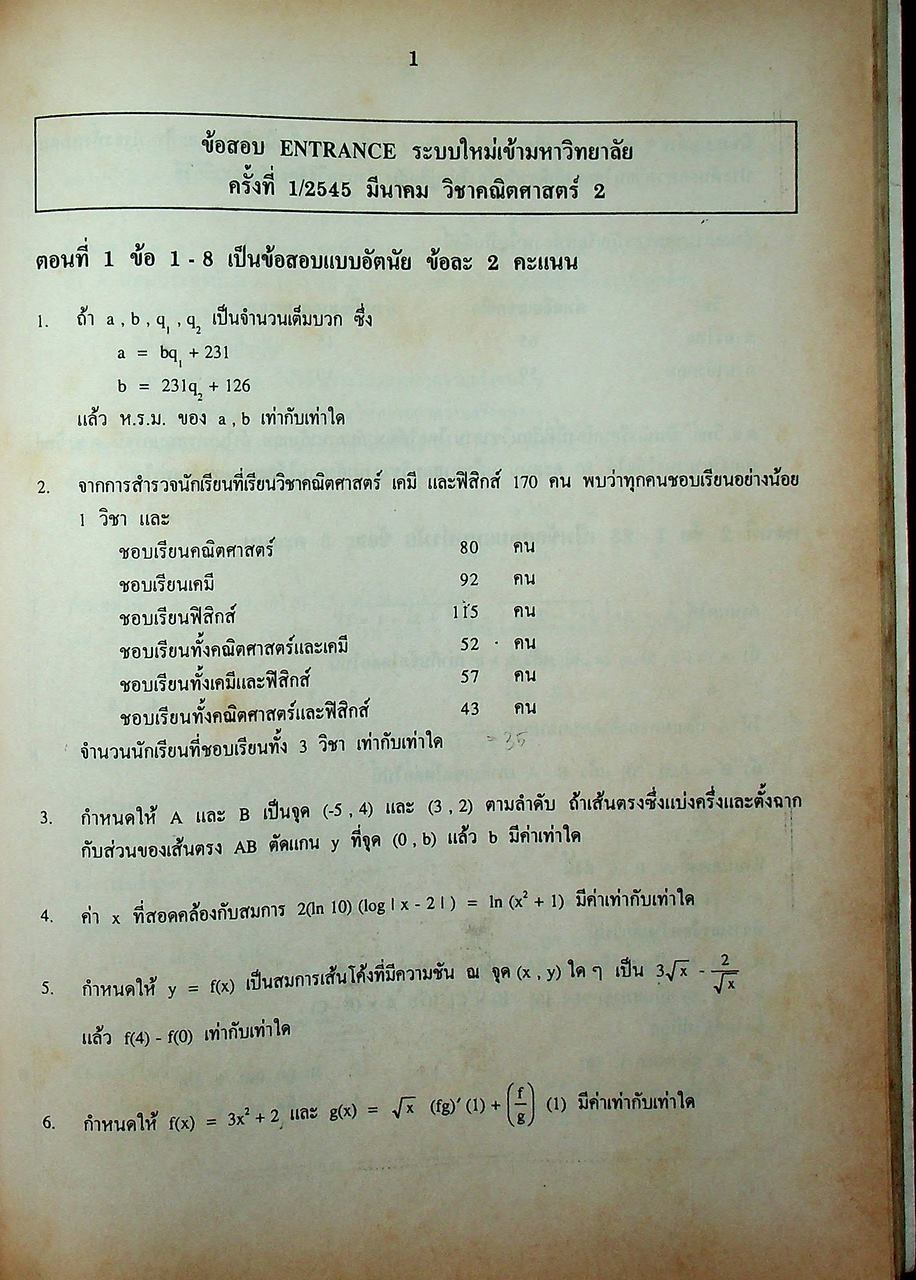 1
ข้อสอบ ENTRANCE ระบบใหม่เข้ามหาวิทยาลัย
ครั้งที่ 1/2545 มีนาคม วิชาคณิตศาสตร์ 2
ตอนที่ 1 ข้อ 1 - 8 เป็นข้อสอบแบบอัตนัย ข้อละ 2 คะแนน
1. ถ้า a , b , q₁ , q₂ เป็นจำนวนเต็มบวก ซึ่ง
a = bq₁ + 231
b = 231q₂ + 126
แล้ว ห.ร.ม. ของ a , b เท่ากับเท่าใด
2. จากการสำรวจนักเรียนที่เรียนวิชาคณิตศาสตร์ เคมี และฟิสิกส์ 170 คน พบว่าทุกคนชอบเรียนอย่างน้อย
1 วิชา และ
ชอบเรียนคณิตศาสตร์ 80 คน
ชอบเรียนเคมี 92 คน
ชอบเรียนฟิสิกส์ 115 คน
ชอบเรียนทั้งคณิตศาสตร์และเคมี 52 คน
ชอบเรียนทั้งเคมีและฟิสิกส์ 57 คน
ชอบเรียนทั้งคณิตศาสตร์และฟิสิกส์ 43 คน
จำนวนนักเรียนที่ชอบเรียนทั้ง 3 วิชา เท่ากับเท่าใด = 35
3. กำหนดให้ A และ B เป็นจุด (-5 , 4) และ (3 , 2) ตามลำดับ ถ้าเส้นตรงซึ่งแบ่งครึ่งและตั้งฉาก
กับส่วนของเส้นตรง AB ตัดแกน y ที่จุด (0 , b) แล้ว b มีค่าเท่าใด
4. ค่า x ที่สอดคล้องกับสมการ 2(ln 10) (log | x - 2 | ) = ln (x² + 1) มีค่าเท่ากับเท่าใด
5. กำหนดให้ y = f(x) เป็นสมการเส้นโค้งที่มีความชัน ณ จุด (x , y) ใด ๆ เป็น 3√x - 2/√x
แล้ว f(4) - f(0) เท่ากับเท่าใด
6. กำหนดให้ f(x) = 3x² + 2 และ g(x) = √x (fg)′ (1) + (f/g) (1) มีค่าเท่ากับเท่าใด